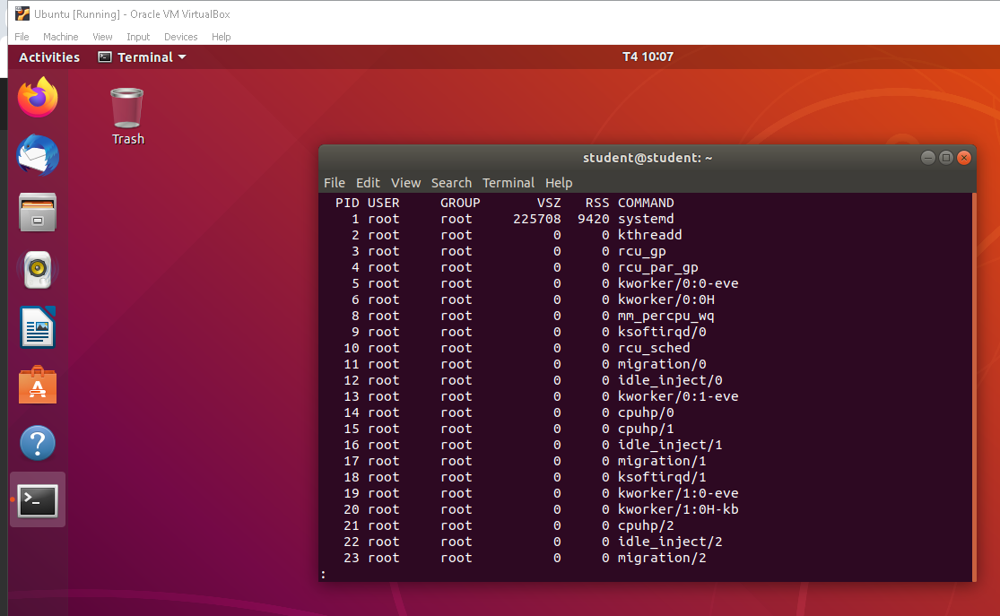 Ubuntu [Running] - Oracle VM VirtualBox
File Machine View Input Devices Help
Activities Terminal T4 10:07
Trash
student@student: ~
File Edit View Search Terminal Help
PID USER GROUP VSZ RSS COMMAND
1 root root 225708 9420 systemd
2 root root 0 0 kthreadd
3 root root 0 0 rcu_gp
4 root root 0 0 rcu_par_gp
5 root root 0 0 kworker/0:0-eve
6 root root 0 0 kworker/0:0H
8 root root 0 0 mm_percpu_wq
9 root root 0 0 ksoftirqd/0
10 root root 0 0 rcu_sched
11 root root 0 0 migration/0
12 root root 0 0 idle_inject/0
13 root root 0 0 kworker/0:1-eve
14 root root 0 0 cpuhp/0
15 root root 0 0 cpuhp/1
16 root root 0 0 idle_inject/1
17 root root 0 0 migration/1
18 root root 0 0 ksoftirqd/1
19 root root 0 0 kworker/1:0-eve
20 root root 0 0 kworker/1:0H-kb
21 root root 0 0 cpuhp/2
22 root root 0 0 idle_inject/2
23 root root 0 0 migration/2
: